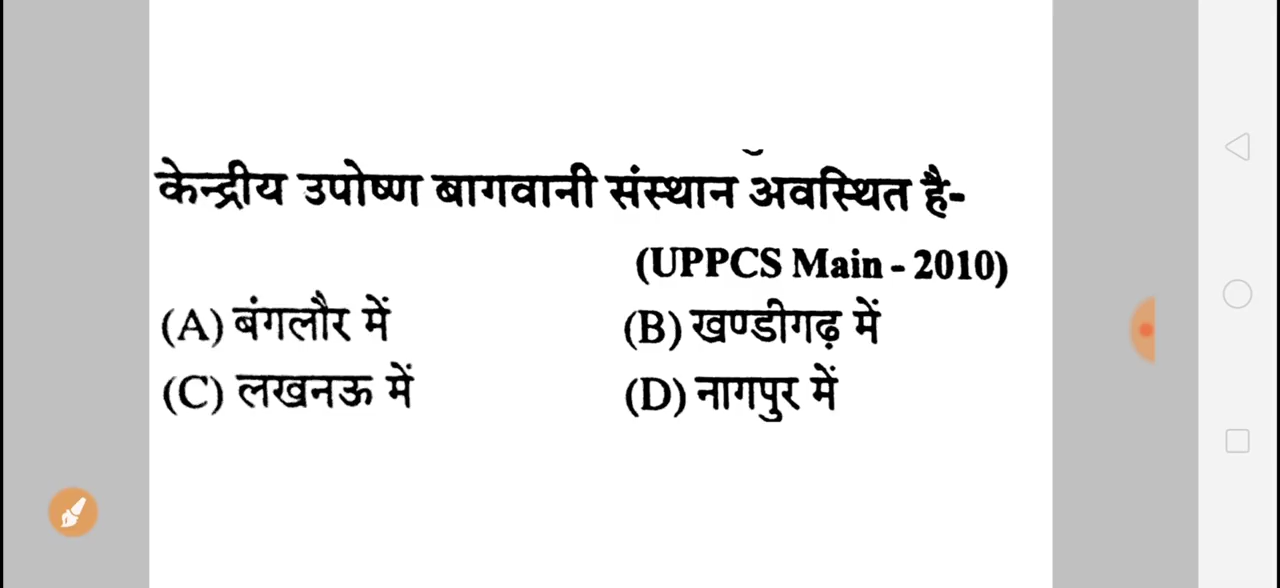 केन्द्रीय उपोष्ण बागवानी संस्थान अवस्थित है-
(UPPCS Main - 2010)
(A) बंगलौर में (B) खण्डीगढ़ में
(C) लखनऊ में (D) नागपुर में